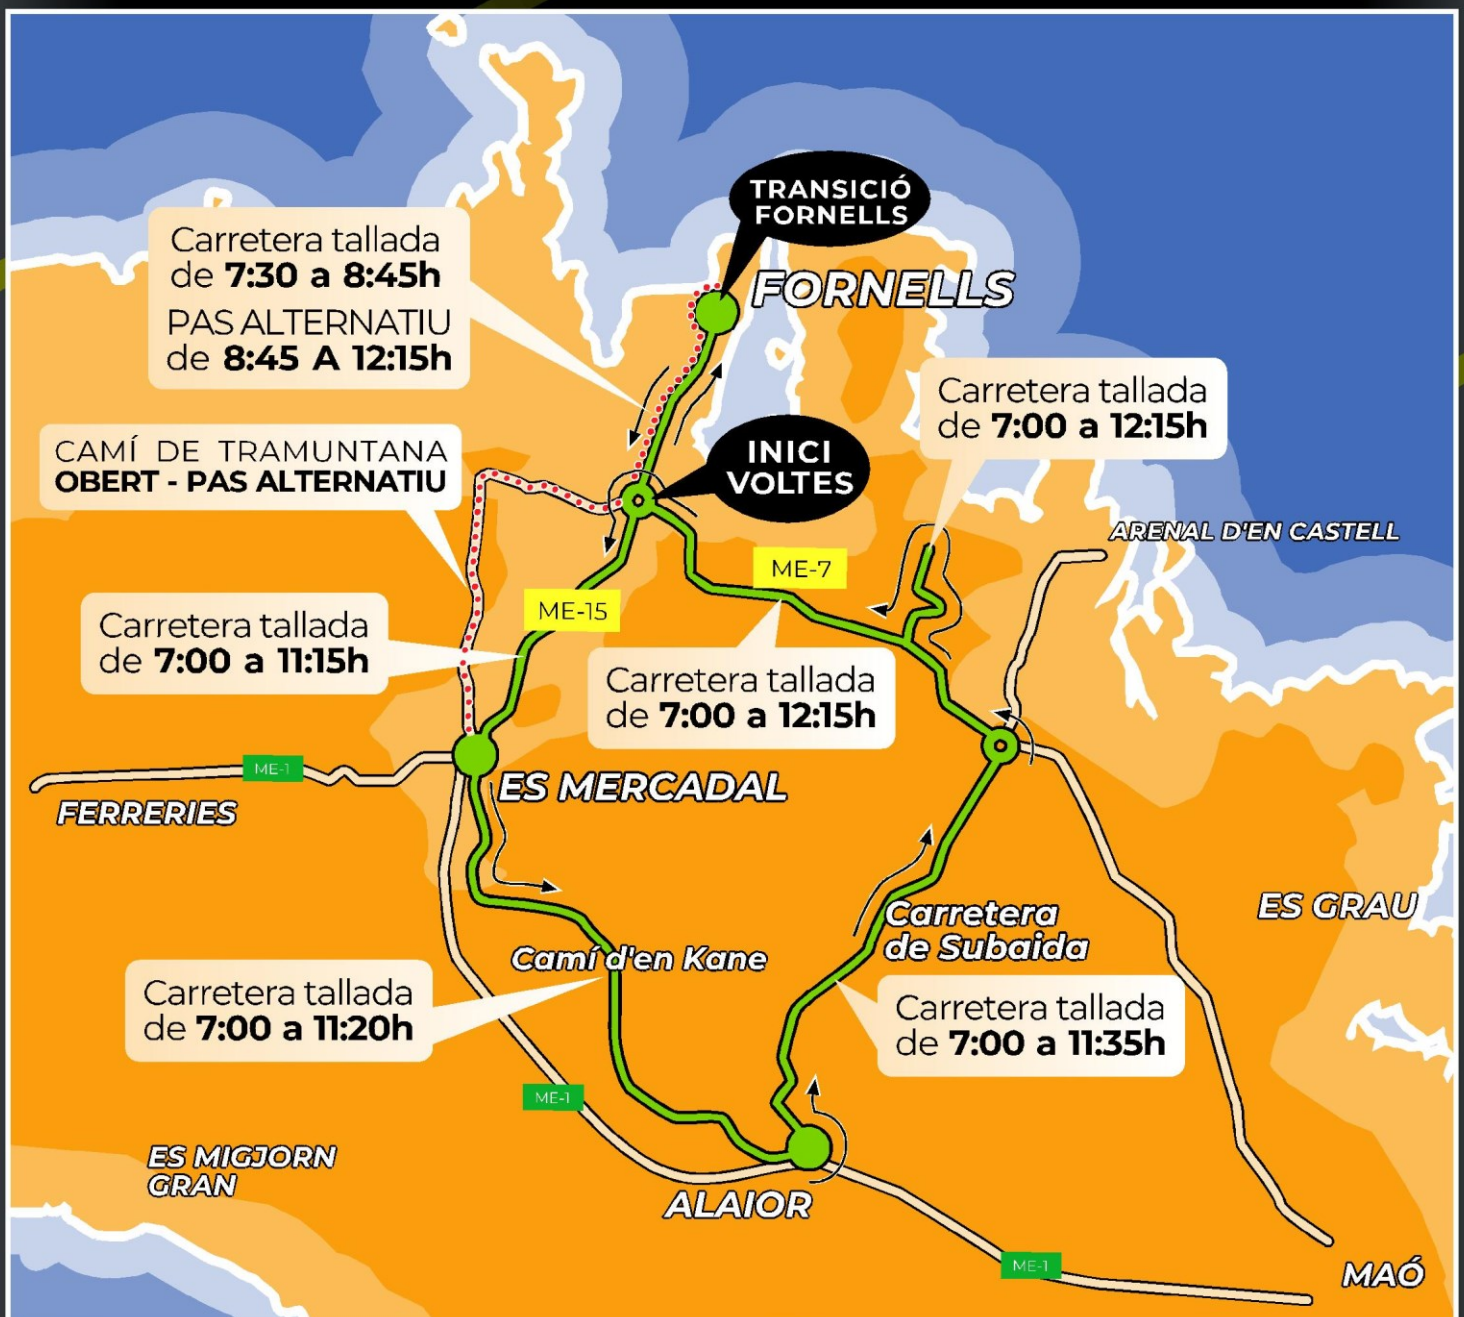 TRANSICIÓ
FORNELLS
Carretera tallada
de 7:30 a 8:45h
PAS ALTERNATIU
de 8:45 A 12:15h
FORNELLS
Carretera tallada
de 7:00 a 12:15h
CAMÍ DE TRAMUNTANA
OBERT - PAS ALTERNATIU
INICI
VOLTES
ARENAL D'EN CASTELL
ME-7
ME-15
Carretera tallada
de 7:00 a 11:15h
Carretera tallada
de 7:00 a 12:15h
ME-1
ES MERCADAL
FERRERIES
ES GRAU
Carretera
de Subaida
Camí d'en Kane
Carretera tallada
de 7:00 a 11:20h
Carretera tallada
de 7:00 a 11:35h
ME-1
ES MIGJORN
GRAN
ALAIOR
ME-1
MAÓ